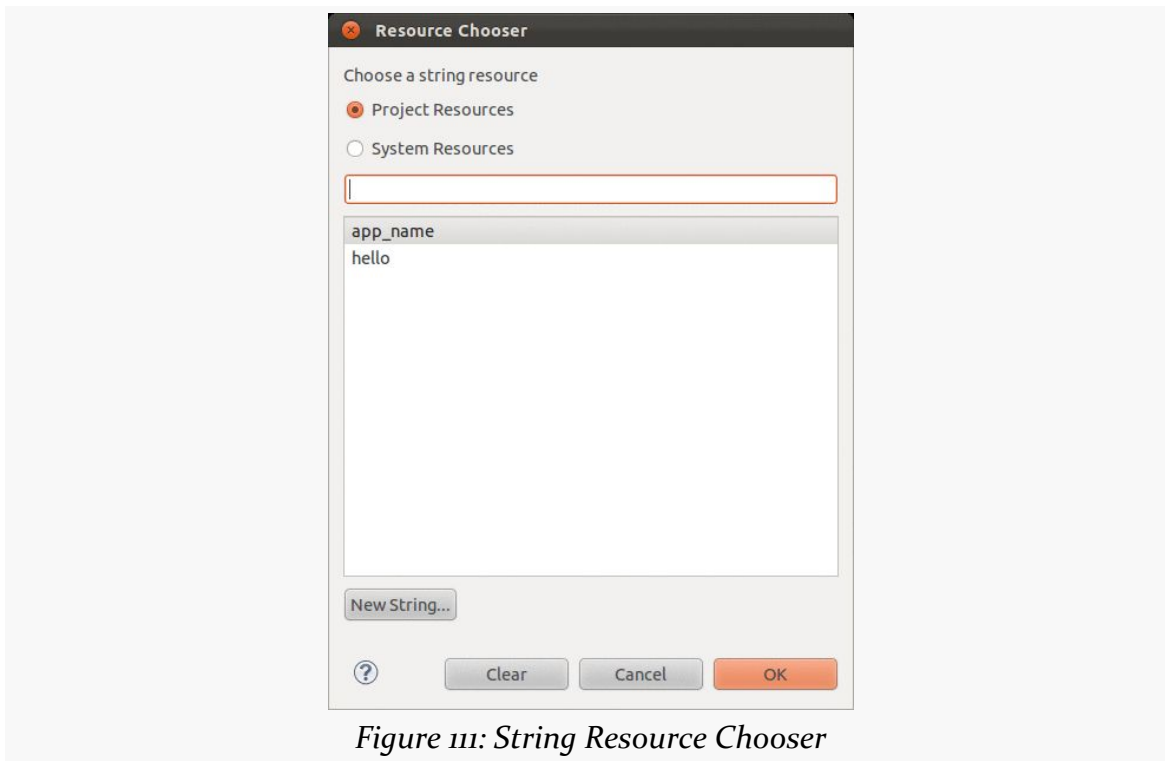 Resource Chooser
Choose a string resource
Project Resources
System Resources
app_name
hello
New String...
?
Clear Cancel OK
Figure 111: String Resource Chooser